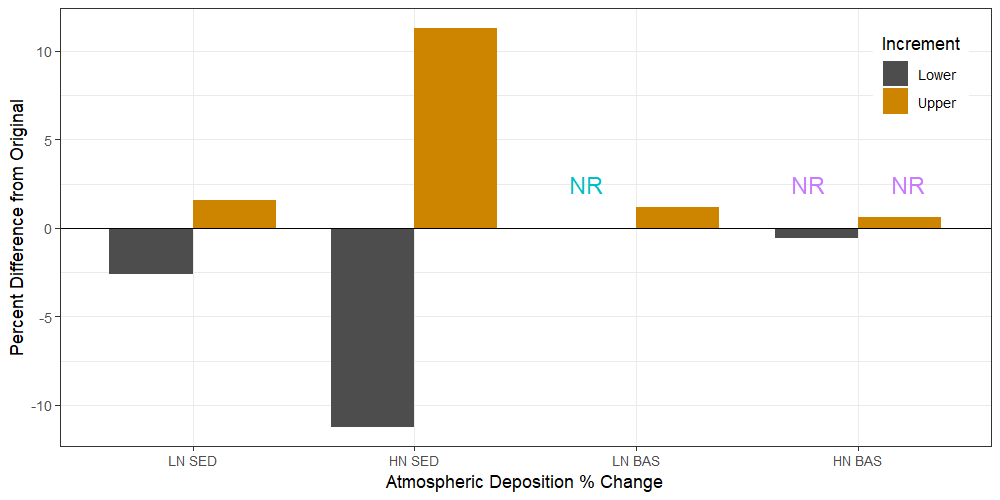 Percent Difference from Original
10
5
0
-5
-10
Increment
Lower
Upper
NR
NR
NR
LN SED
HN SED
LN BAS
HN BAS
Atmospheric Deposition % Change